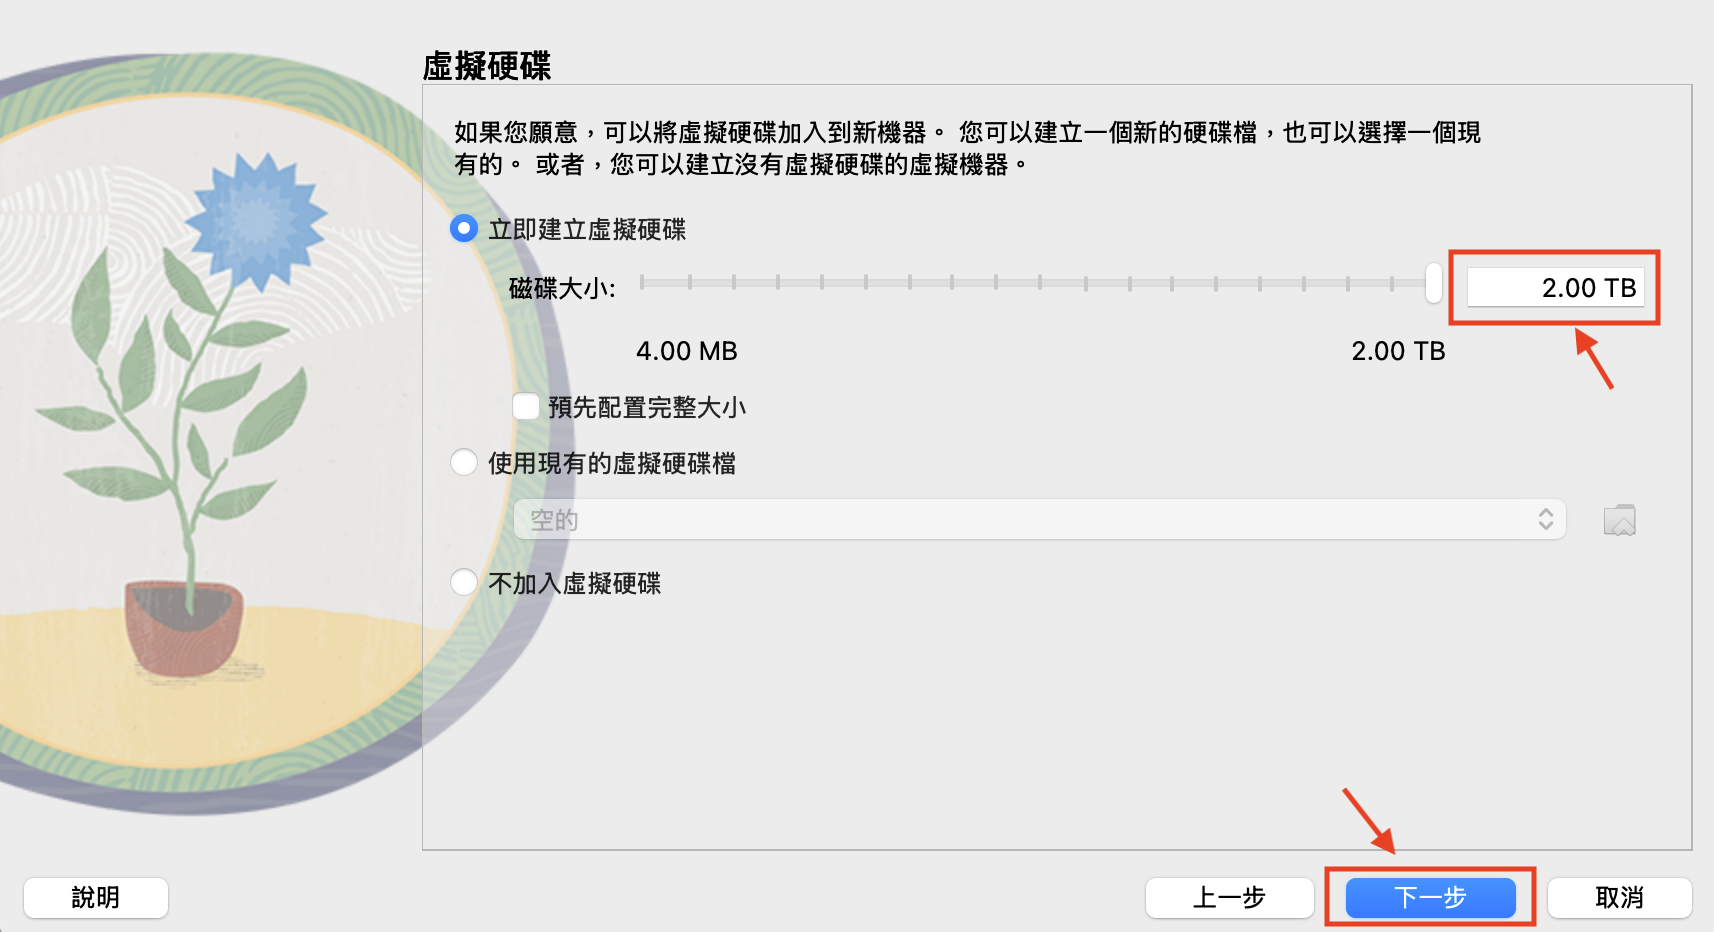 虛擬硬碟
如果您願意，可以將虛擬硬碟加入到新機器。 您可以建立一個新的硬碟檔，也可以選擇一個現
有的。 或者，您可以建立沒有虛擬硬碟的虛擬機器。
立即建立虛擬硬碟
磁碟大小:
2.00 TB
4.00 MB
2.00 TB
預先配置完整大小
使用現有的虛擬硬碟檔
空的
不加入虛擬硬碟
說明
上一步
下一步
取消